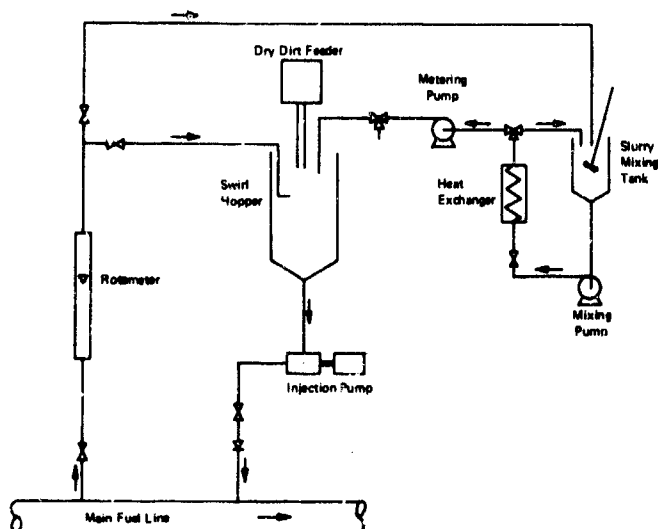 Dry Dirt Feeder
Metering
Pump
Swirl
Hopper
Heat
Exchanger
Slurry
Mixing
Tank
Rotameter
Mixing
Pump
Injection Pump
Main Fuel Line